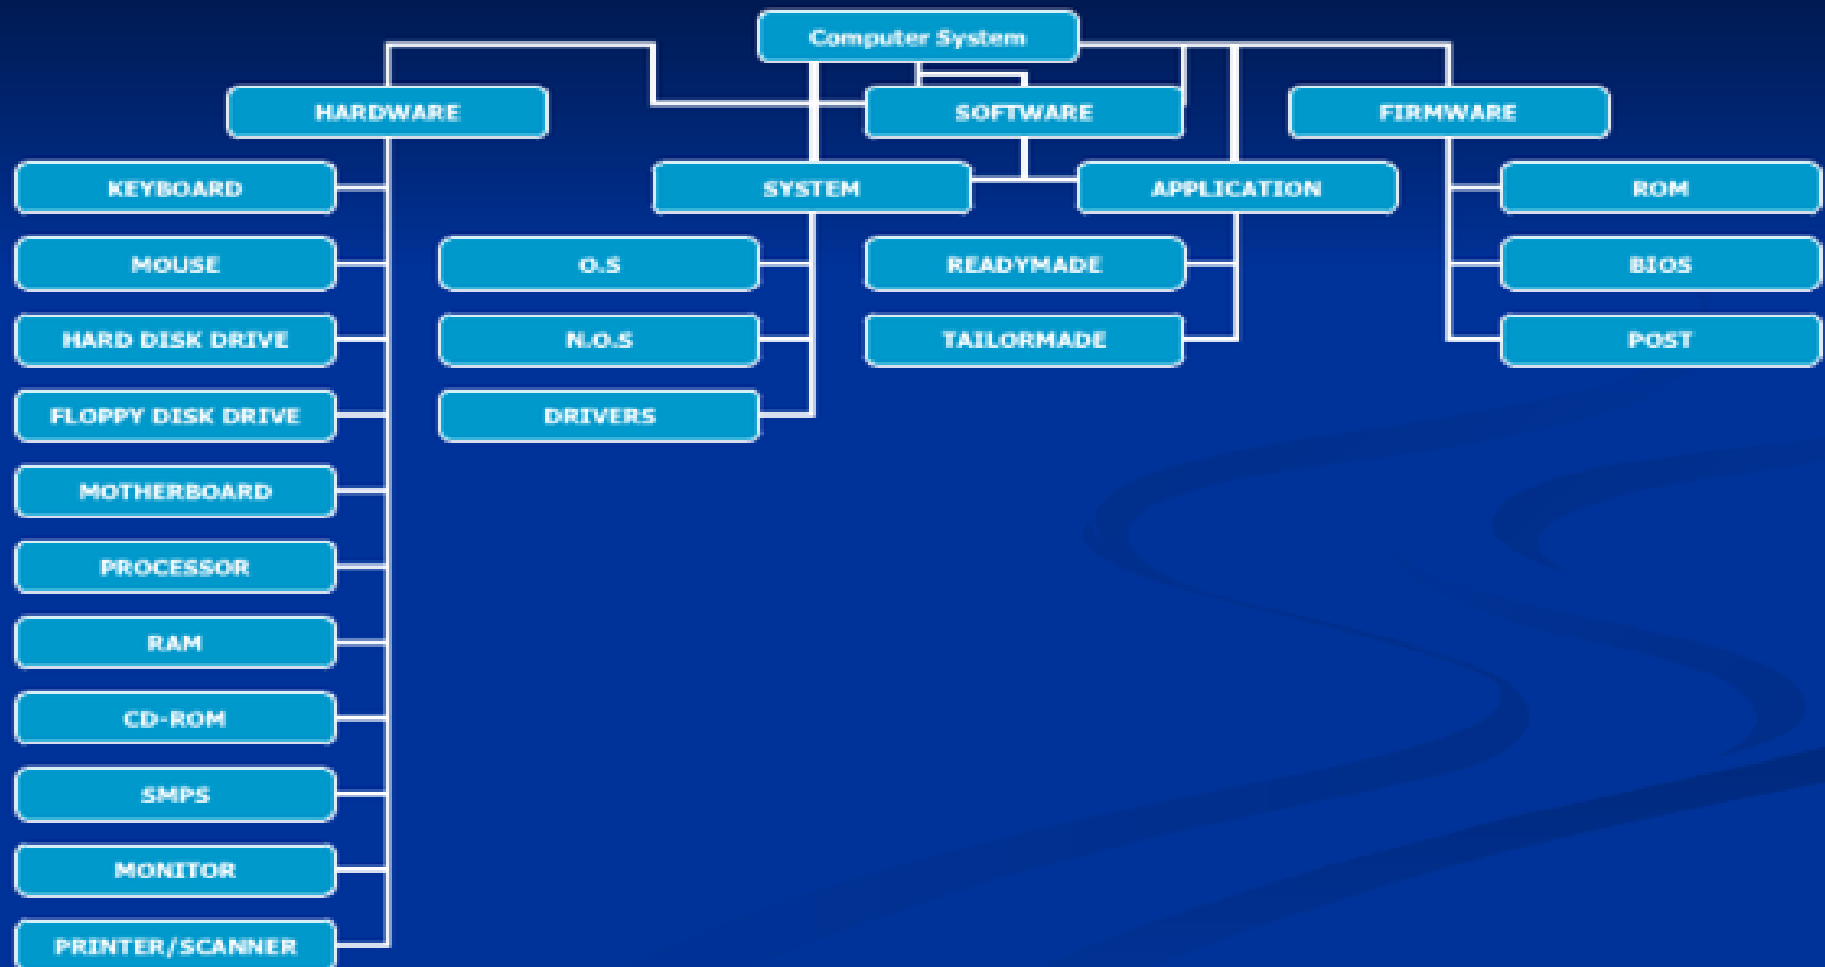 Computer System
HARDWARE
SOFTWARE
FIRMWARE
KEYBOARD
SYSTEM
APPLICATION
ROM
MOUSE
O.S
READYMADE
BIOS
HARD DISK DRIVE
N.O.S
TAILORMADE
POST
FLOPPY DISK DRIVE
DRIVERS
MOTHERBOARD
PROCESSOR
RAM
CD-ROM
SMPS
MONITOR
PRINTER/SCANNER